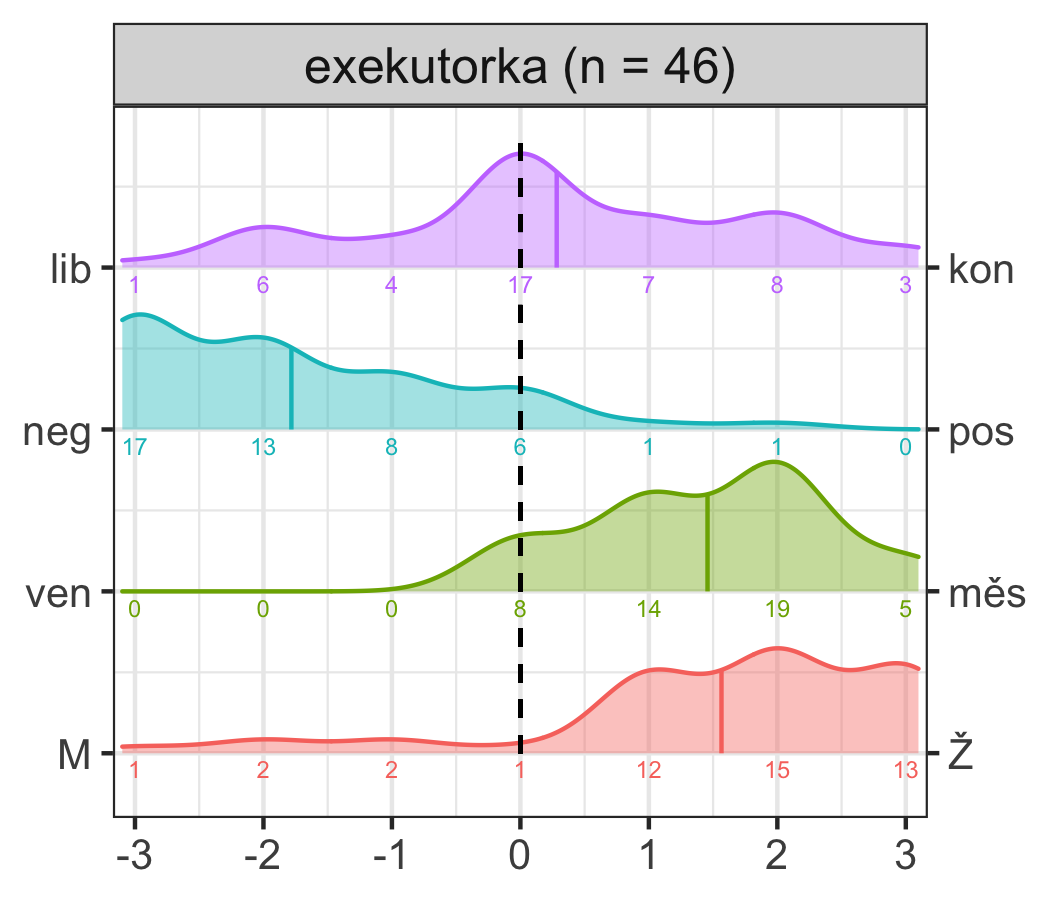 exekutorka (n = 46)
lib kon
1 6 4 17 7 8 3
neg pos
17 13 8 6 1 1 0
ven měs
0 0 0 8 14 19 5
M Ž
1 2 2 1 12 15 13
-3 -2 -1 0 1 2 3